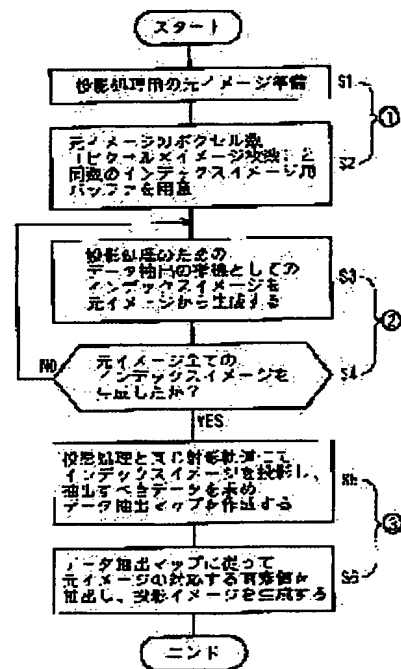 スタート
投影処理用の元イメージ準備 S1
①
元イメージのボクセル数
(ピクセル×イメージ枚数)と
同数のインデックスイメージ用
バッファを用意
S2
投影処理のための
データ抽出の指標としての
インデックスイメージを
元イメージから生成する
S3
②
元イメージ全ての
インデックスイメージを
生成したか?
S4
NO
YES
投影処理と同じ射影計算にて
インデックスイメージを投影し、
抽出すべきデータを求め
データ抽出マップを作成する
S5
③
データ抽出マップに従って
元イメージの対応する画素値を
抽出し、投影イメージを生成する
S6
エンド